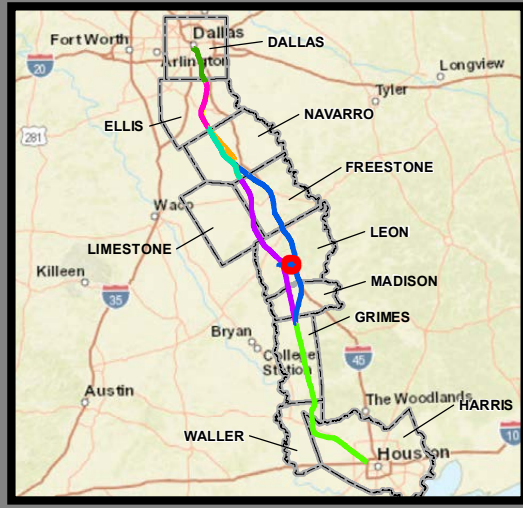 Dallas
DALLAS
Fort Worth
Arlington
20
Longview
Tyler
NAVARRO
ELLIS
281
FREESTONE
Waco
LEON
LIMESTONE
Killeen
MADISON
35
GRIMES
Bryan
College
Station
45
Austin
The Woodlands
HARRIS
WALLER
10
Houston